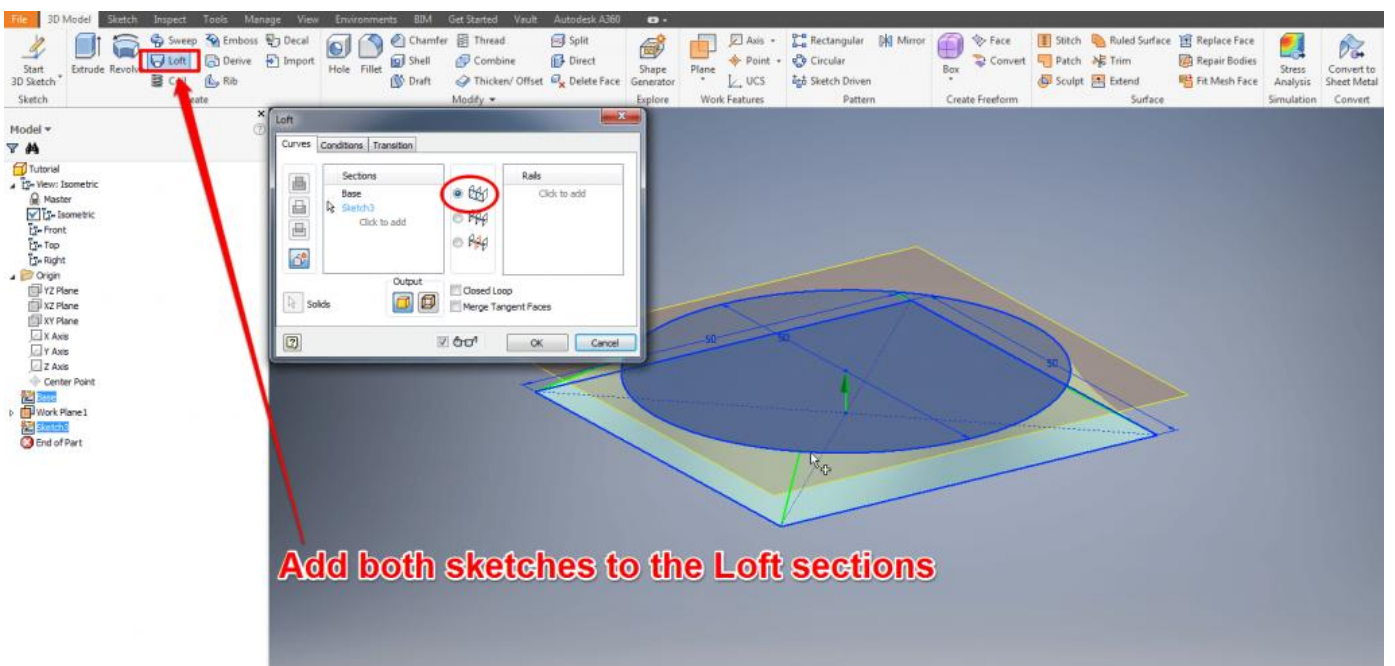 File 3D Model Sketch Inspect Tools Manage View Environments BIM Get Started Vault Autodesk A360
Sweep Emboss Decal Chamfer Thread Split Axis Rectangular Mirror Face Stitch Ruled Surface Replace Face
Start Extrude Revolve Loft Derive Import Hole Fillet Shell Combine Direct Shape Plane Point Circular Box Convert Patch Trim Repair Bodies Stress Convert to
3D Sketch Rib Draft Thicken/ Offset Delete Face Generator UCS Sketch Driven Sculpt Extend Fit Mesh Face Analysis Sheet Metal
Sketch Modify Explore Work Features Pattern Create Freeform Surface Simulation Convert
Model
Tutorial
View: Isometric
Master
Isometric
Front
Top
Right
Origin
YZ Plane
XZ Plane
XY Plane
X Axis
Y Axis
Z Axis
Center Point
Base
Work Plane1
Sketch3
End of Part
Loft
Curves Conditions Transition
Sections Rails
Base Click to add
Sketch3
Click to add
Output
Closed Loop
Solids
Merge Tangent Faces
OK Cancel
50 50 50
Add both sketches to the Loft sections